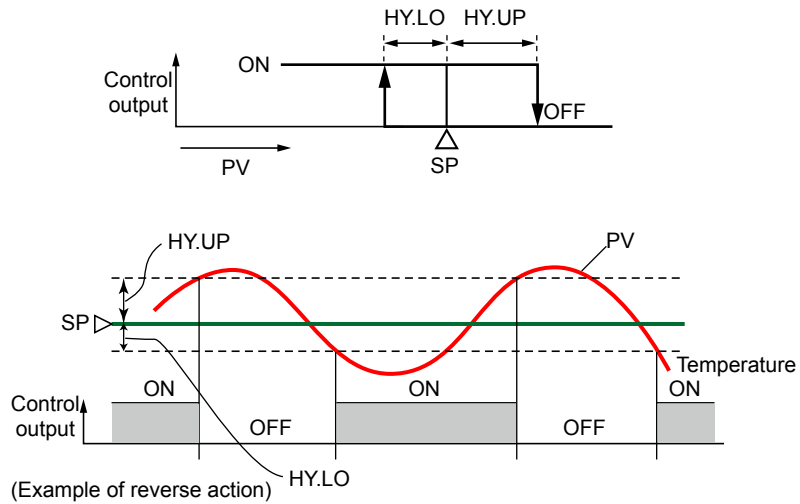 HY.LO HY.UP
ON
Control
output
OFF
PV
SP
HY.UP
PV
SP
Temperature
ON ON ON
Control
output
OFF OFF
HY.LO
(Example of reverse action)